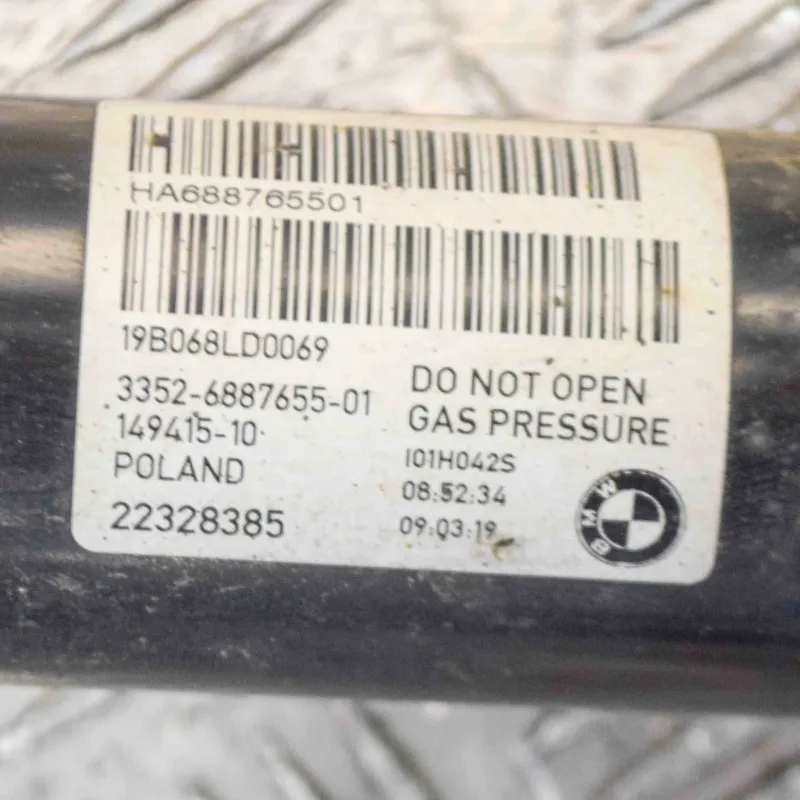 HA688765501
19B068LD0069
3352-6887655-01
149415-10
POLAND
22328385
DO NOT OPEN
GAS PRESSURE
I01H042S
08:52:34
09:03:19
BMW